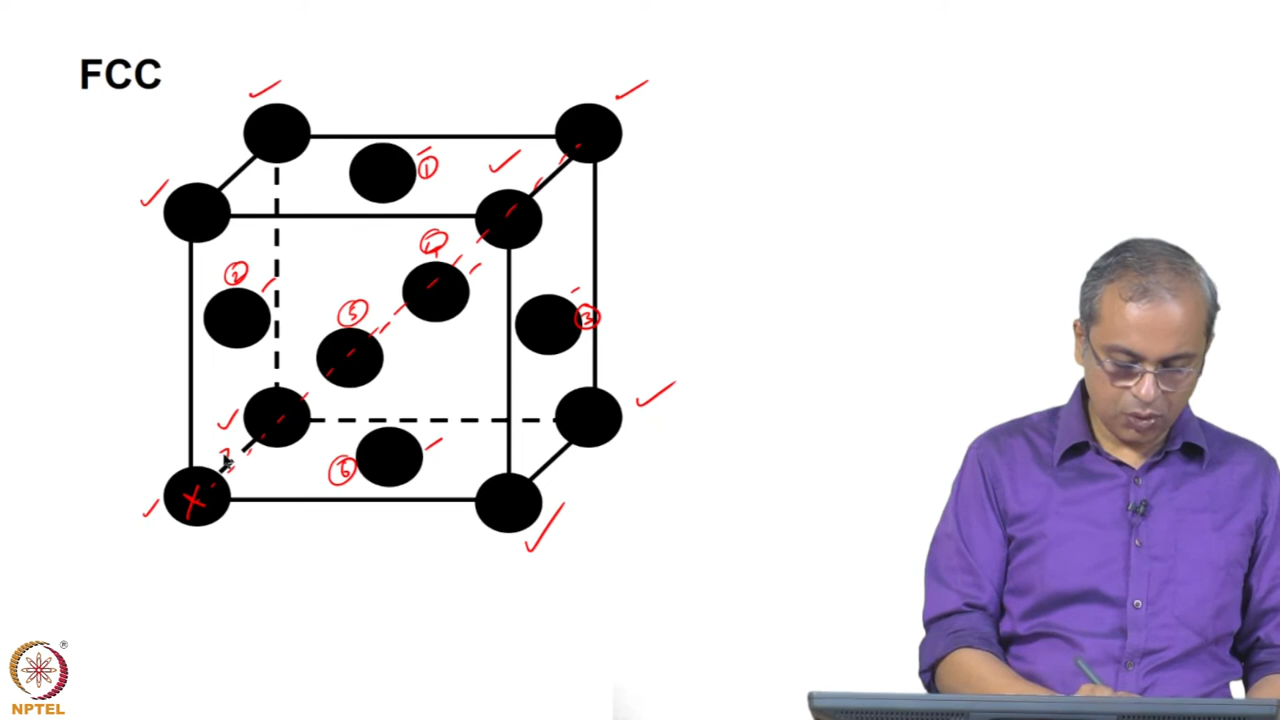 FCC
①
②
④
③
⑤
⑥
X
®
NPTEL